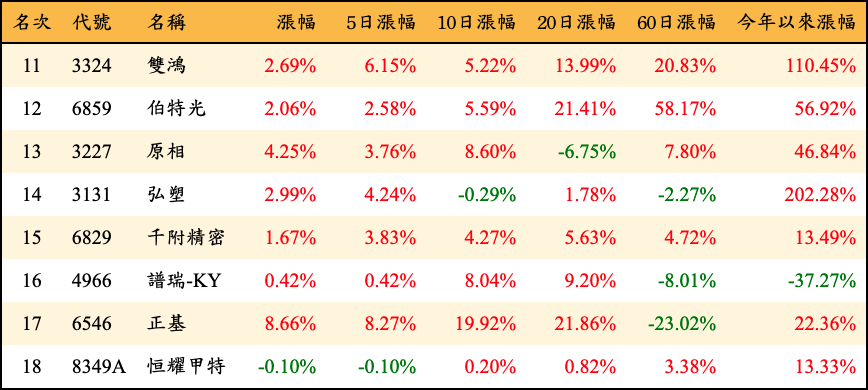 名次 代號 名稱 漲幅 5日漲幅 10日漲幅 20日漲幅 60日漲幅 今年以來漲幅
11 3324 雙鴻 2.69% 6.15% 5.22% 13.99% 20.83% 110.45%
12 6859 伯特光 2.06% 2.58% 5.59% 21.41% 58.17% 56.92%
13 3227 原相 4.25% 3.76% 8.60% -6.75% 7.80% 46.84%
14 3131 弘塑 2.99% 4.24% -0.29% 1.78% -2.27% 202.28%
15 6829 千附精密 1.67% 3.83% 4.27% 5.63% 4.72% 13.49%
16 4966 譜瑞-KY 0.42% 0.42% 8.04% 9.20% -8.01% -37.27%
17 6546 正基 8.66% 8.27% 19.92% 21.86% -23.02% 22.36%
18 8349A 恒耀甲特 -0.10% -0.10% 0.20% 0.82% 3.38% 13.33%